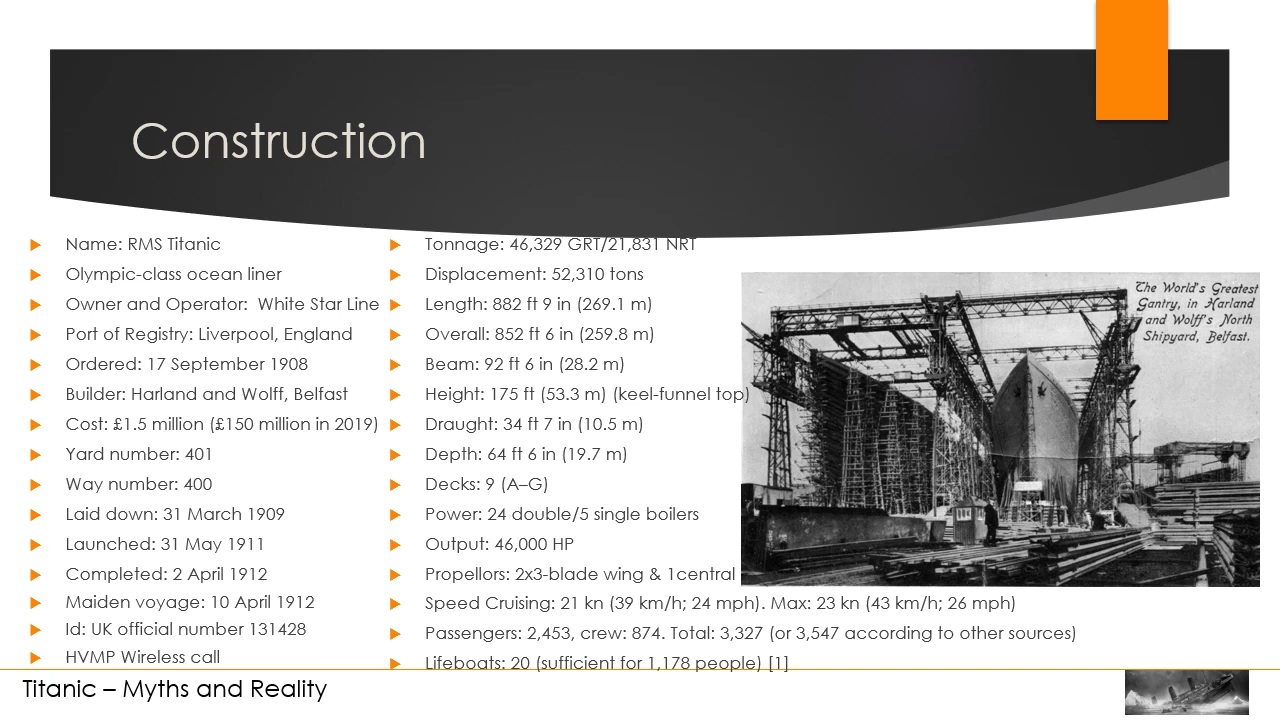 Construction
Name: RMS Titanic
Olympic-class ocean liner
Owner and Operator:  White Star Line
Port of Registry: Liverpool, England
Ordered: 17 September 1908
Builder: Harland and Wolff, Belfast
Cost: £1.5 million (£150 million in 2019)
Yard number: 401
Way number: 400
Laid down: 31 March 1909
Launched: 31 May 1911
Completed: 2 April 1912
Maiden voyage: 10 April 1912
Id: UK official number 131428
HVMP Wireless call
Tonnage: 46,329 GRT/21,831 NRT
Displacement: 52,310 tons
Length: 882 ft 9 in (269.1 m)
Overall: 852 ft 6 in (259.8 m)
Beam: 92 ft 6 in (28.2 m)
Height: 175 ft (53.3 m) (keel-funnel top)
Draught: 34 ft 7 in (10.5 m)
Depth: 64 ft 6 in (19.7 m)
Decks: 9 (A–G)
Power: 24 double/5 single boilers
Output: 46,000 HP
Propellors: 2x3-blade wing & 1central
Speed Cruising: 21 kn (39 km/h; 24 mph). Max: 23 kn (43 km/h; 26 mph)
Passengers: 2,453, crew: 874. Total: 3,327 (or 3,547 according to other sources)
Lifeboats: 20 (sufficient for 1,178 people) [1]
The World's Greatest
Gantry, in Harland
and Wolff's North
Shipyard, Belfast.
Titanic – Myths and Reality